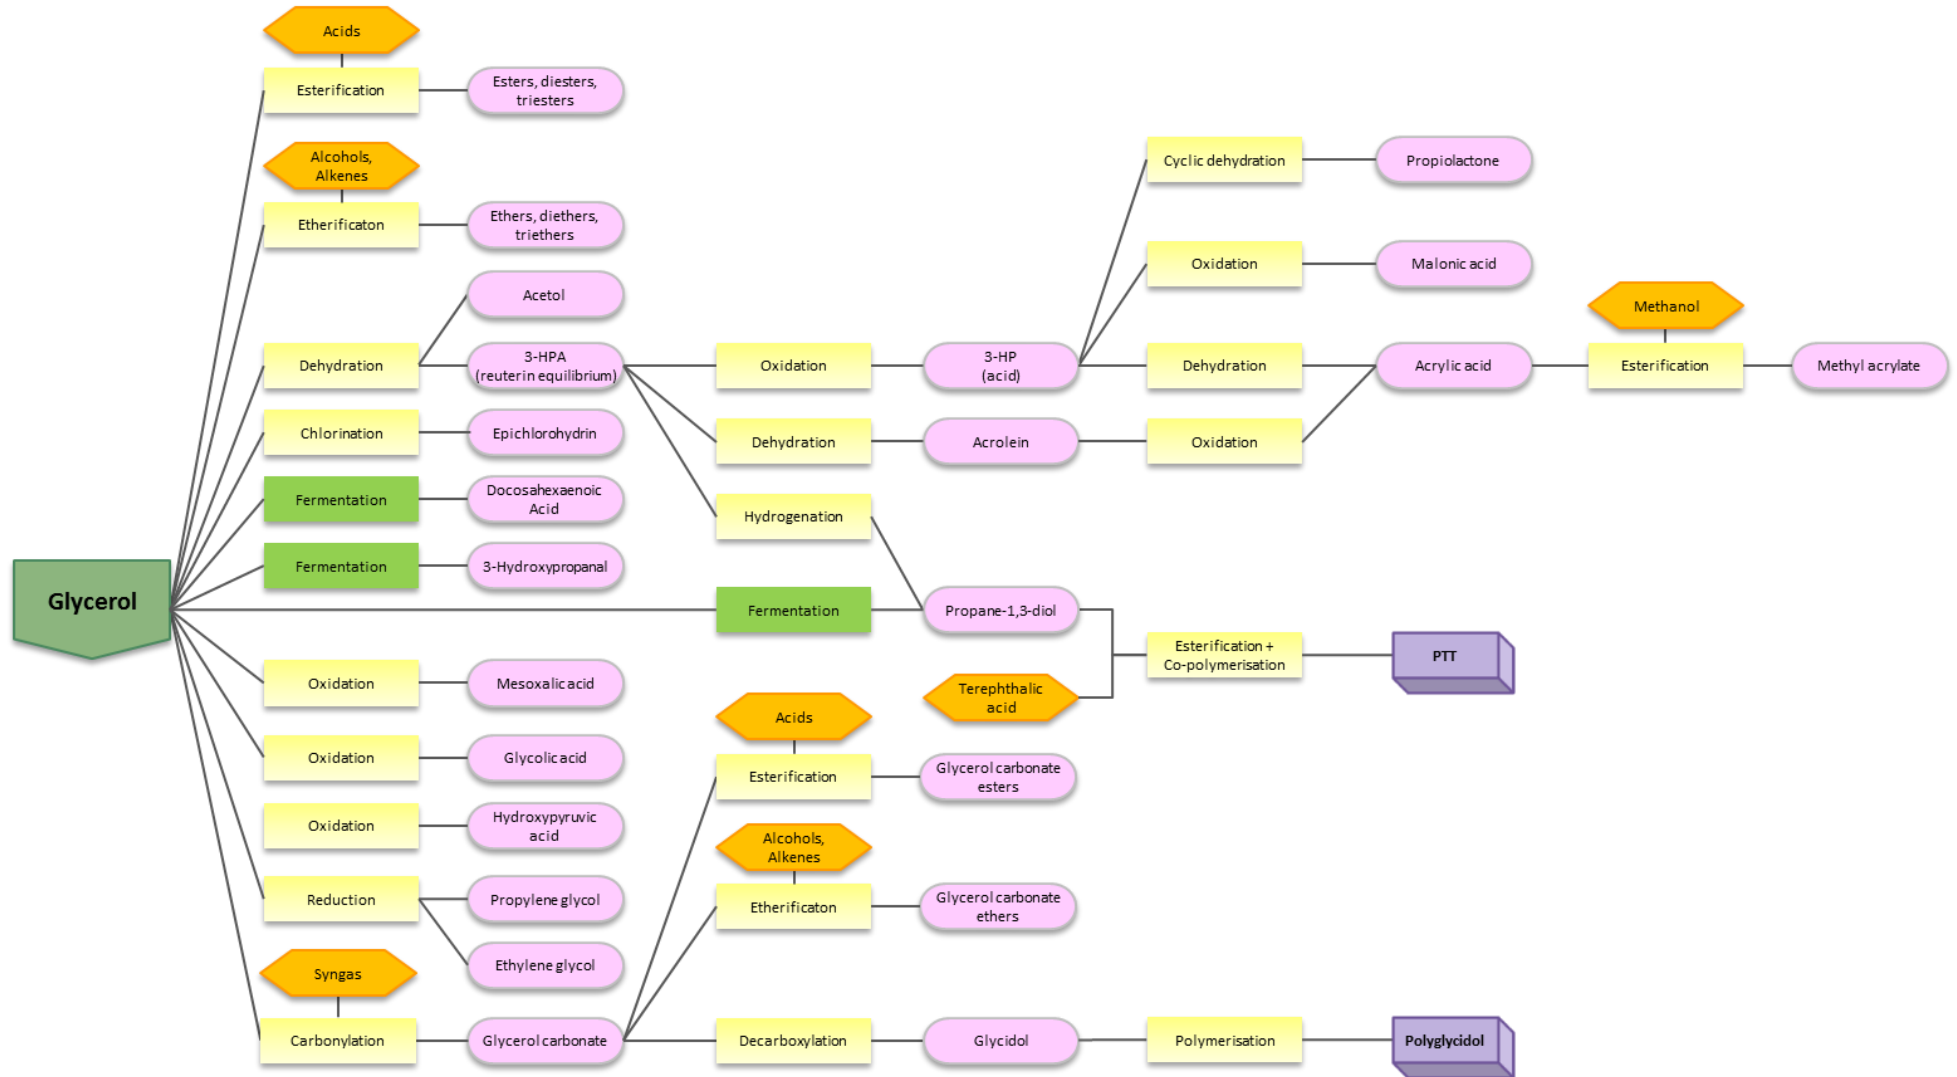 Acids
Esterification
Esters, diesters,
triesters
Alcohols,
Alkenes
Etherificaton
Ethers, diethers,
triethers
Cyclic dehydration
Propiolactone
Oxidation
Malonic acid
Acetol
Methanol
Dehydration
3-HPA
(reuterin equilibrium)
Oxidation
3-HP
(acid)
Dehydration
Acrylic acid
Esterification
Methyl acrylate
Chlorination
Epichlorohydrin
Dehydration
Acrolein
Oxidation
Fermentation
Docosahexaenoic
Acid
Hydrogenation
Fermentation
3-Hydroxypropanal
Glycerol
Fermentation
Propane-1,3-diol
Esterification +
Co-polymerisation
PTT
Oxidation
Mesoxalic acid
Terephthalic
acid
Acids
Oxidation
Glycolic acid
Esterification
Glycerol carbonate
esters
Oxidation
Hydroxypyruvic
acid
Alcohols,
Alkenes
Reduction
Propylene glycol
Etherificaton
Glycerol carbonate
ethers
Ethylene glycol
Syngas
Carbonylation
Glycerol carbonate
Decarboxylation
Glycidol
Polymerisation
Polyglycidol